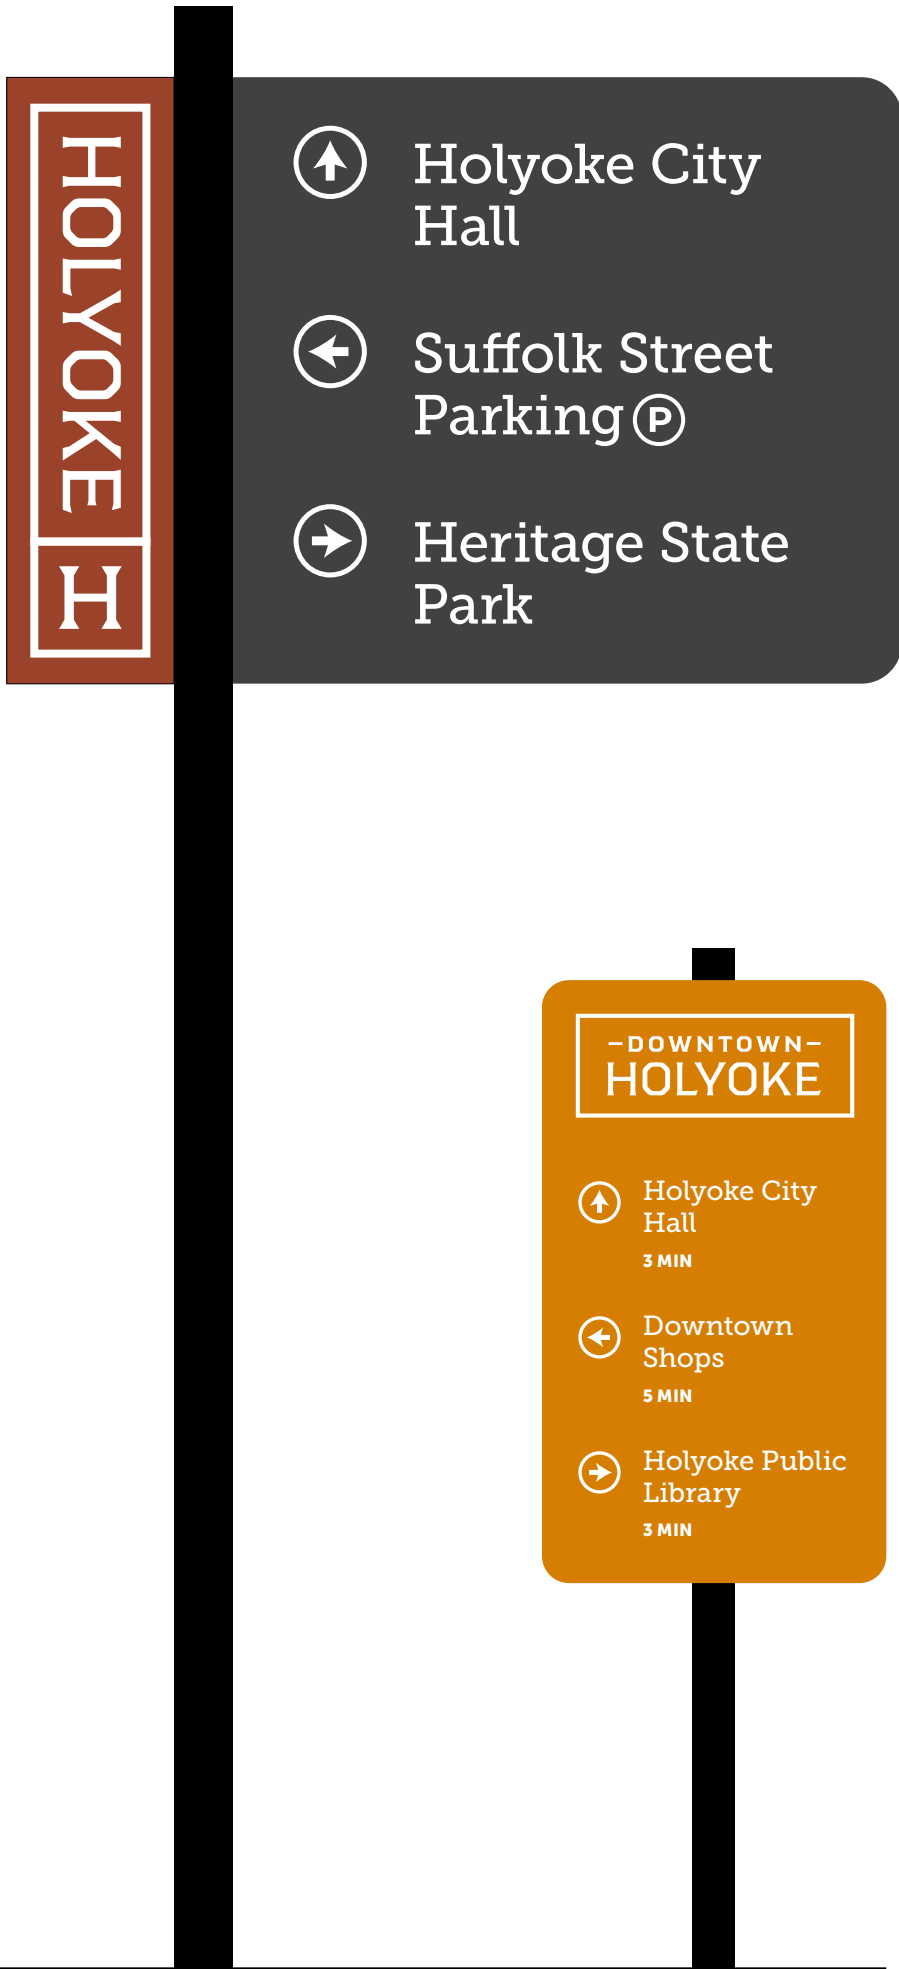 HOLYOKE
H
Holyoke City
Hall
Suffolk Street
Parking P
Heritage State
Park
-DOWNTOWN-
HOLYOKE
Holyoke City
Hall
3 MIN
Downtown
Shops
5 MIN
Holyoke Public
Library
3 MIN